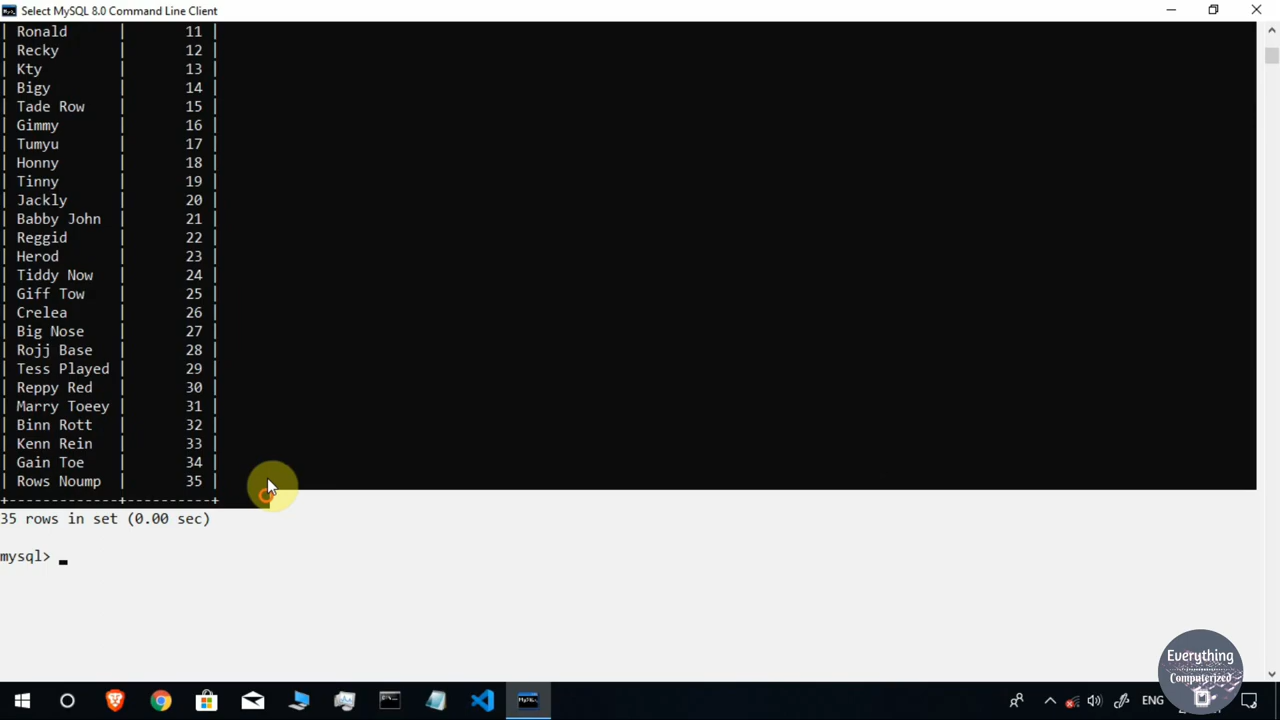 Select MySQL 8.0 Command Line Client
| Ronald | 11 |
| Recky | 12 |
| Kty | 13 |
| Bigy | 14 |
| Tade Row | 15 |
| Gimmy | 16 |
| Tumyu | 17 |
| Honny | 18 |
| Tinny | 19 |
| Jackly | 20 |
| Babby John | 21 |
| Reggid | 22 |
| Herod | 23 |
| Tiddy Now | 24 |
| Giff Tow | 25 |
| Crelea | 26 |
| Big Nose | 27 |
| Rojj Base | 28 |
| Tess Played | 29 |
| Reppy Red | 30 |
| Marry Toeey | 31 |
| Binn Rott | 32 |
| Kenn Rein | 33 |
| Gain Toe | 34 |
| Rows Noump | 35 |
+-------------+----------+
35 rows in set (0.00 sec)
mysql> _
Everything
Computerized
ENG